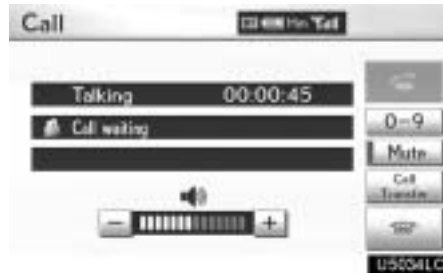 Call
Talking 00:00:45
Call waiting
0-9
Mute
Call
Transfer
- +
U5034LC